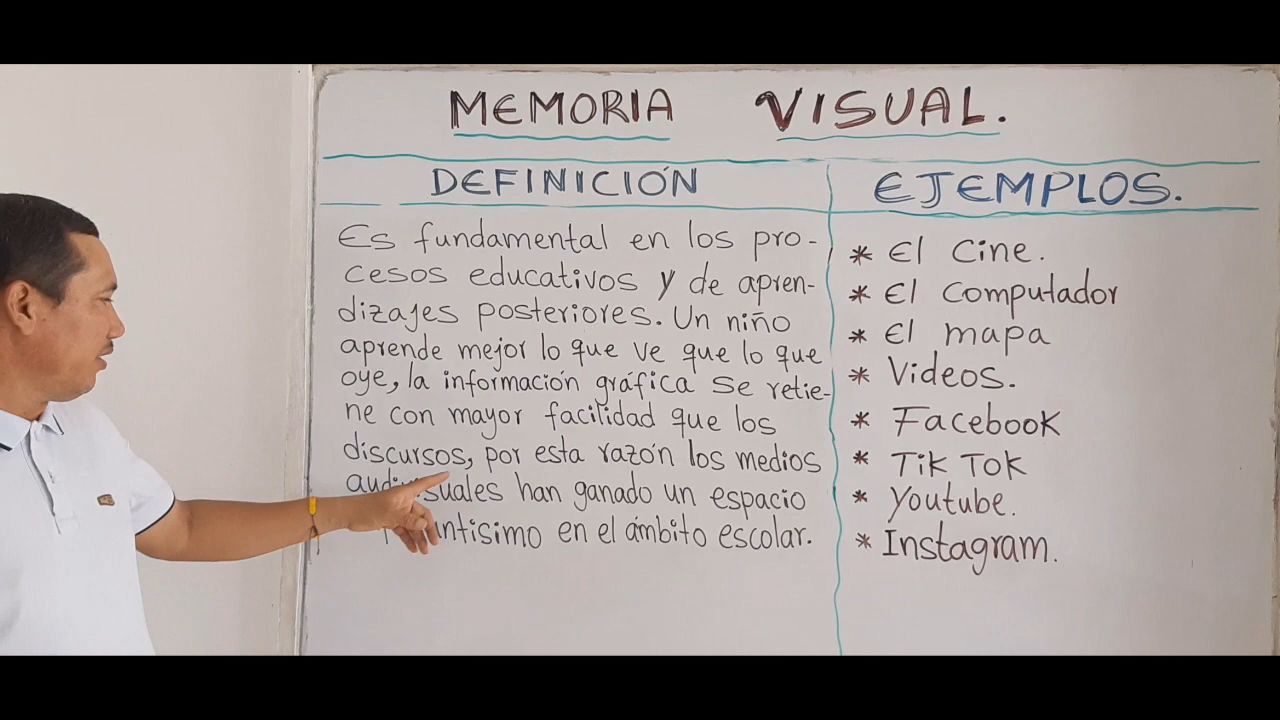 MEMORIA VISUAL.
DEFINICIÓN
Es fundamental en los pro-
cesos educativos y de apren-
dizajes posteriores. Un niño
aprende mejor lo que ve que lo que
oye, la información gráfica se retie-
ne con mayor facilidad que los
discursos, por esta razón los medios
han ganado un espacio
en el ámbito escolar.
EJEMPLOS.
* El Cine.
* El Computador
* El mapa
* Videos.
* Facebook
* Tik Tok
* Youtube.
* Instagram.